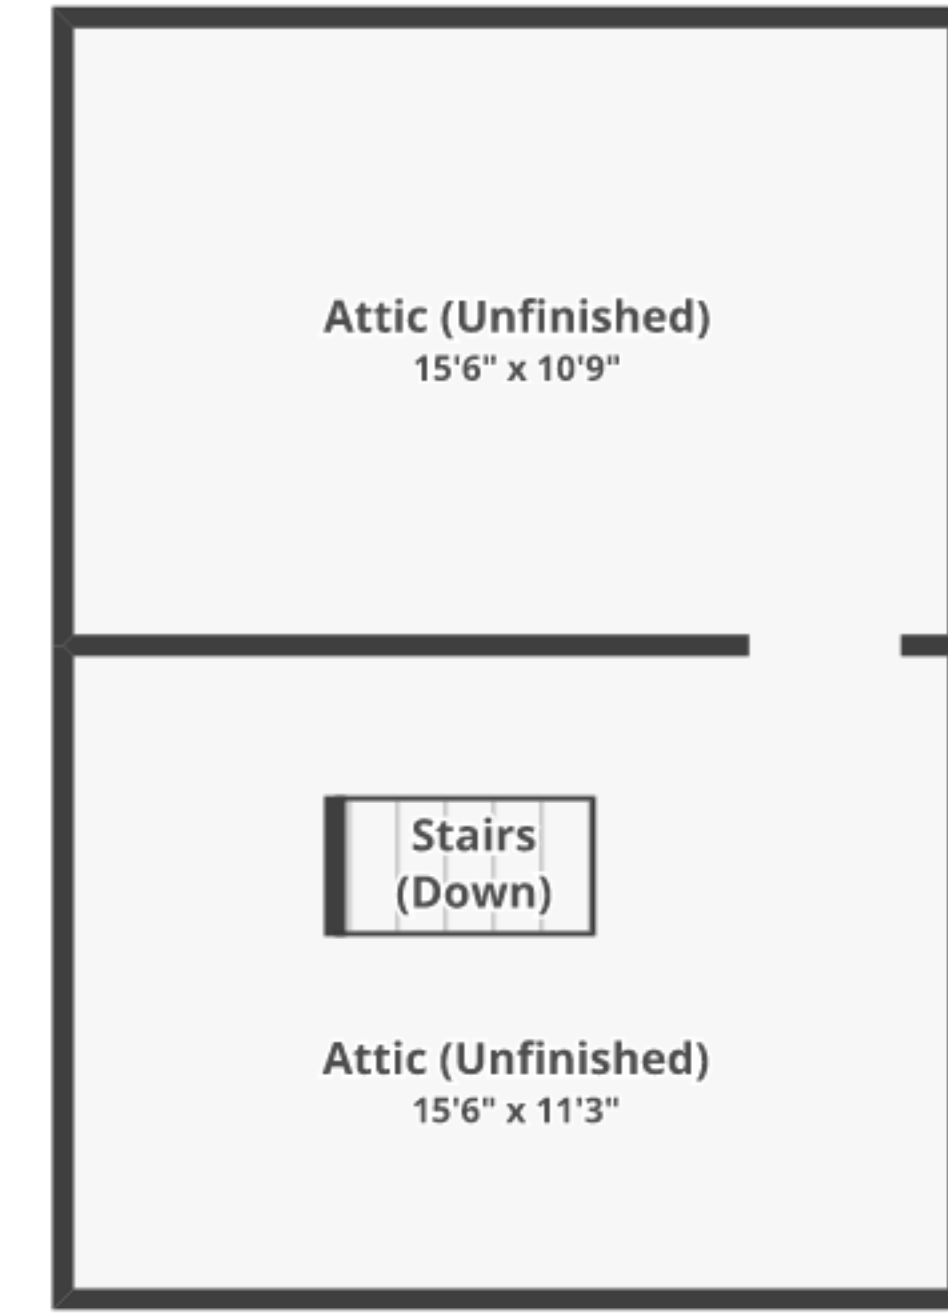 Attic (Unfinished)
15'6" x 10'9"
Stairs
(Down)
Attic (Unfinished)
15'6" x 11'3"